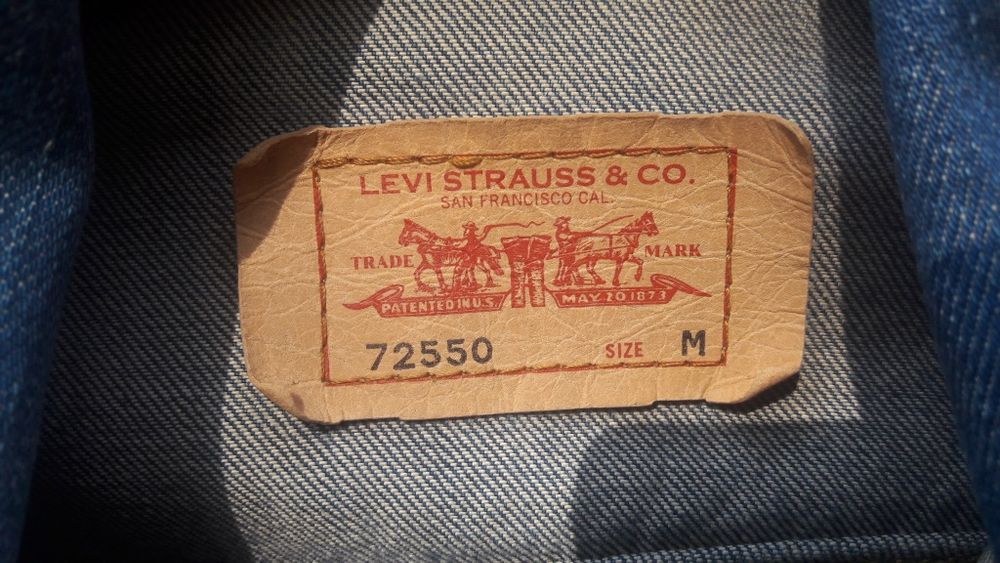 LEVI STRAUSS & CO.
SAN FRANCISCO CAL.
TRADE MARK
PATENTED IN U.S. MAY 20 1873
72550 SIZE M